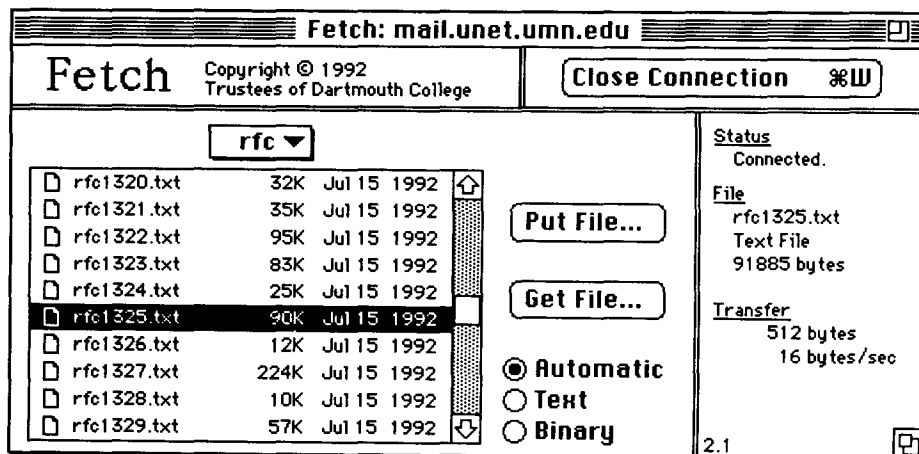 Fetch: mail.unet.umn.edu
Fetch
Copyright © 1992
Trustees of Dartmouth College
Close Connection ⌘W
rfc
rfc1320.txt 32K Jul 15 1992
rfc1321.txt 35K Jul 15 1992
rfc1322.txt 95K Jul 15 1992
rfc1323.txt 83K Jul 15 1992
rfc1324.txt 25K Jul 15 1992
rfc1325.txt 90K Jul 15 1992
rfc1326.txt 12K Jul 15 1992
rfc1327.txt 224K Jul 15 1992
rfc1328.txt 10K Jul 15 1992
rfc1329.txt 57K Jul 15 1992
Put File...
Get File...
Automatic
Text
Binary
Status
Connected.
File
rfc1325.txt
Text File
91885 bytes
Transfer
512 bytes
16 bytes/sec
2.1